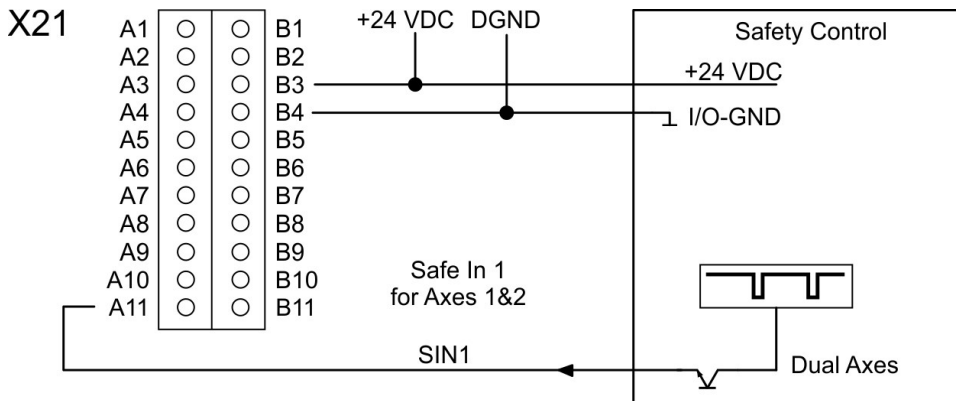 X21
A1 B1
A2 B2
A3 B3
A4 B4
A5 B5
A6 B6
A7 B7
A8 B8
A9 B9
A10 B10
A11 B11
+24 VDC DGND
Safety Control
+24 VDC
I/O-GND
Safe In 1
for Axes 1&2
SIN1
Dual Axes